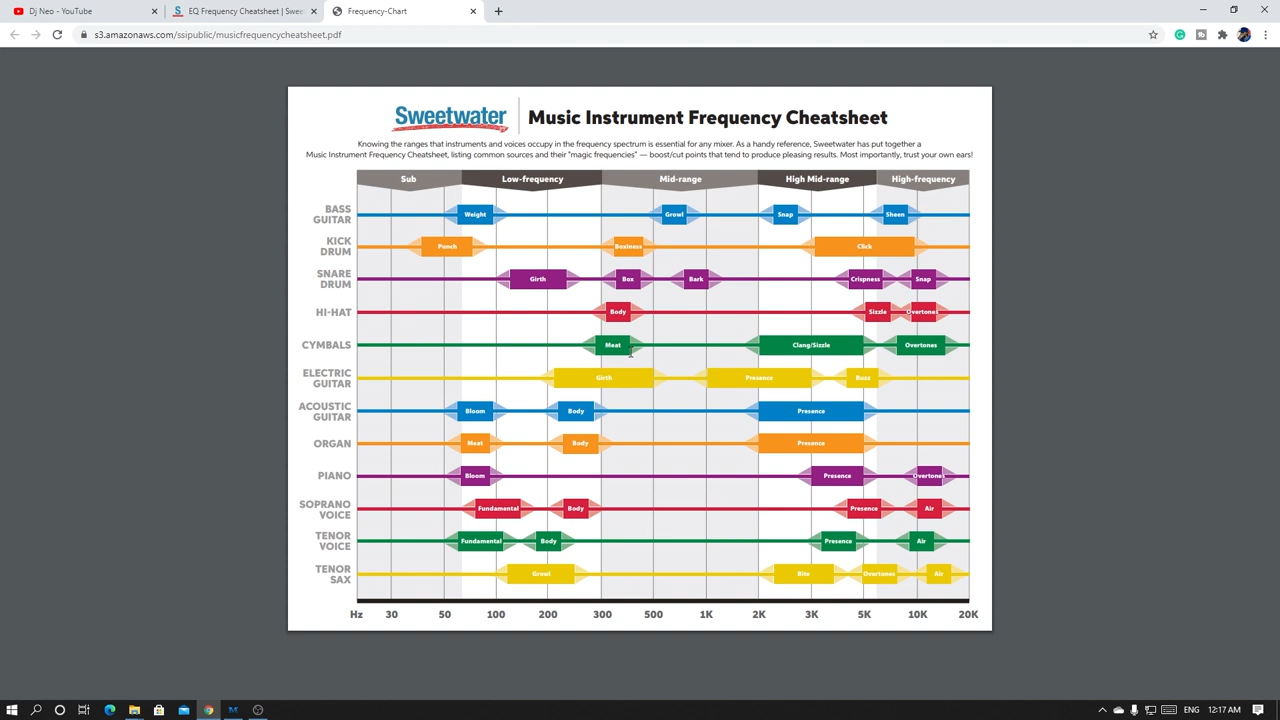 Dj Neo - YouTube
EQ Frequency Cheatsheet | Swee
Frequency-Chart
s3.amazonaws.com/ssipublic/musicfrequencycheatsheet.pdf
Sweetwater
Music Instrument Frequency Cheatsheet
Knowing the ranges that instruments and voices occupy in the frequency spectrum is essential for any mixer. As a handy reference, Sweetwater has put together a
Music Instrument Frequency Cheatsheet, listing common sources and their "magic frequencies" — boost/cut points that tend to produce pleasing results. Most importantly, trust your own ears!
Sub Low-frequency Mid-range High Mid-range High-frequency
BASS GUITAR Weight Growl Snap Sheen
KICK DRUM Punch Boxiness Click
SNARE DRUM Girth Box Bark Crispness Snap
HI-HAT Body Sizzle Overtones
CYMBALS Meat Clang/Sizzle Overtones
ELECTRIC GUITAR Girth Presence Buzz
ACOUSTIC GUITAR Bloom Body Presence
ORGAN Meat Body Presence
PIANO Bloom Presence Overtones
SOPRANO VOICE Fundamental Body Presence Air
TENOR VOICE Fundamental Body Presence Air
TENOR SAX Growl Bite Overtones Air
Hz 30 50 100 200 300 500 1K 2K 3K 5K 10K 20K
ENG 12:17 AM